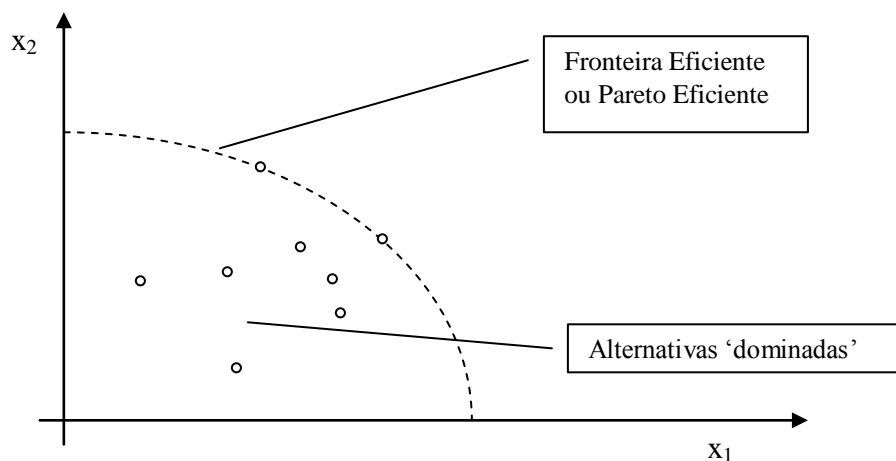 x2
Fronteira Eficiente
ou Pareto Eficiente
Alternativas ‘dominadas’
x1